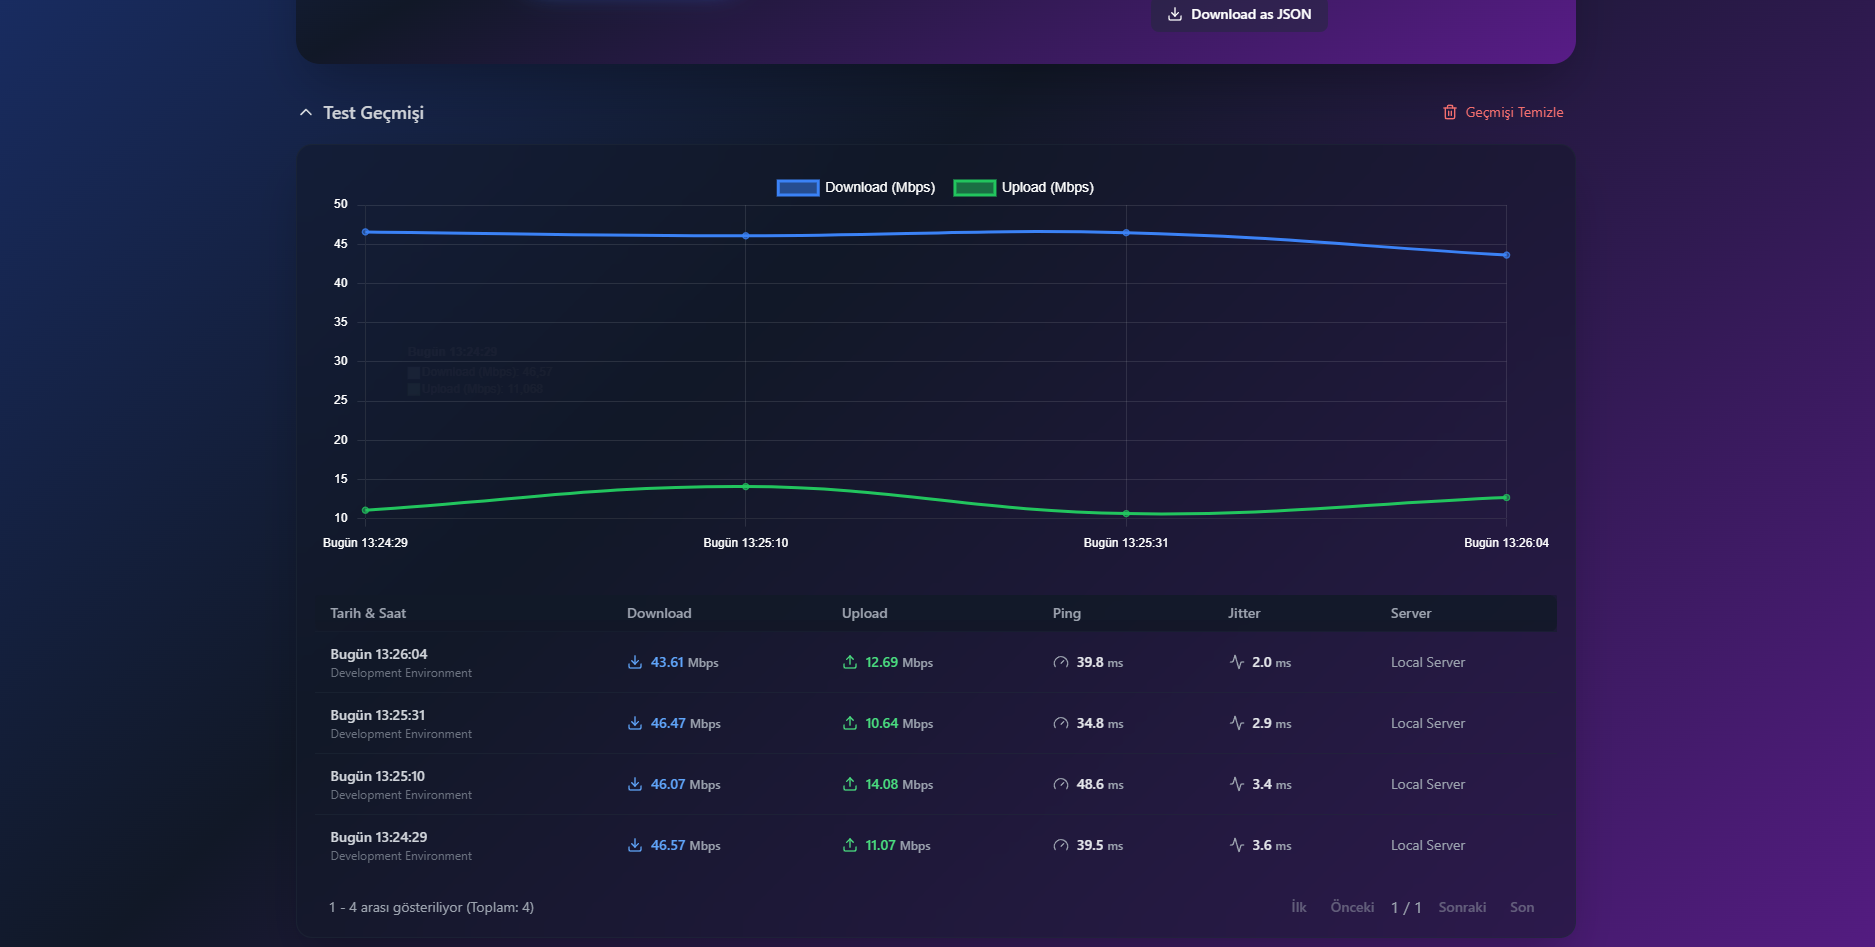 Download as JSON
Test Geçmişi
Geçmişi Temizle
Download (Mbps) Upload (Mbps)
50
45
40
35
30
25
20
15
10
Bugün 13:24:29 Bugün 13:25:10 Bugün 13:25:31 Bugün 13:26:04
Tarih & Saat Download Upload Ping Jitter Server
Bugün 13:26:04
Development Environment
43.61 Mbps 12.69 Mbps 39.8 ms 2.0 ms Local Server
Bugün 13:25:31
Development Environment
46.47 Mbps 10.64 Mbps 34.8 ms 2.9 ms Local Server
Bugün 13:25:10
Development Environment
46.07 Mbps 14.08 Mbps 48.6 ms 3.4 ms Local Server
Bugün 13:24:29
Development Environment
46.57 Mbps 11.07 Mbps 39.5 ms 3.6 ms Local Server
1 - 4 arası gösteriliyor (Toplam: 4)
İlk Önceki 1 / 1 Sonraki Son